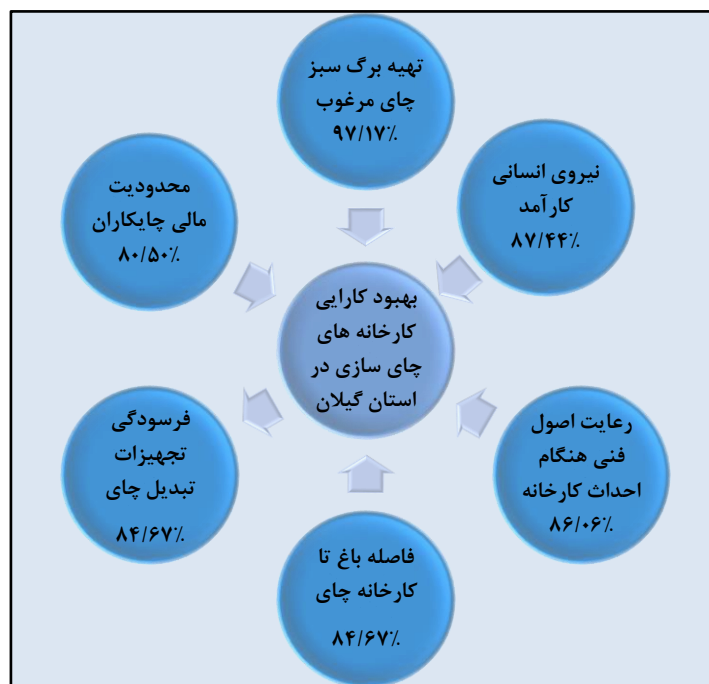 تهیه برگ سبز
چای مرغوب
۹۷/۱۷٪
نیروی انسانی
کارآمد
۸۷/۴۴٪
محدودیت
مالی چایکاران
۸۰/۵۰٪
بهبود کارایی
کارخانه های
چای سازی در
استان گیلان
رعایت اصول
فنی هنگام
احداث کارخانه
۸۶/۰۶٪
فرسودگی
تجهیزات
تبدیل چای
۸۴/۶۷٪
فاصله باغ تا
کارخانه چای
۸۴/۶۷٪